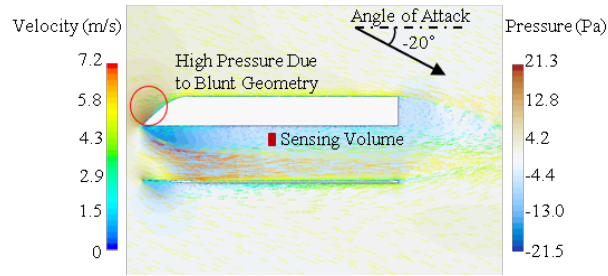 Velocity (m/s)
7.2
5.8
4.3
2.9
1.5
0
High Pressure Due
to Blunt Geometry
Angle of Attack
-20°
Sensing Volume
Pressure (Pa)
21.3
12.8
4.2
-4.4
-13.0
-21.5